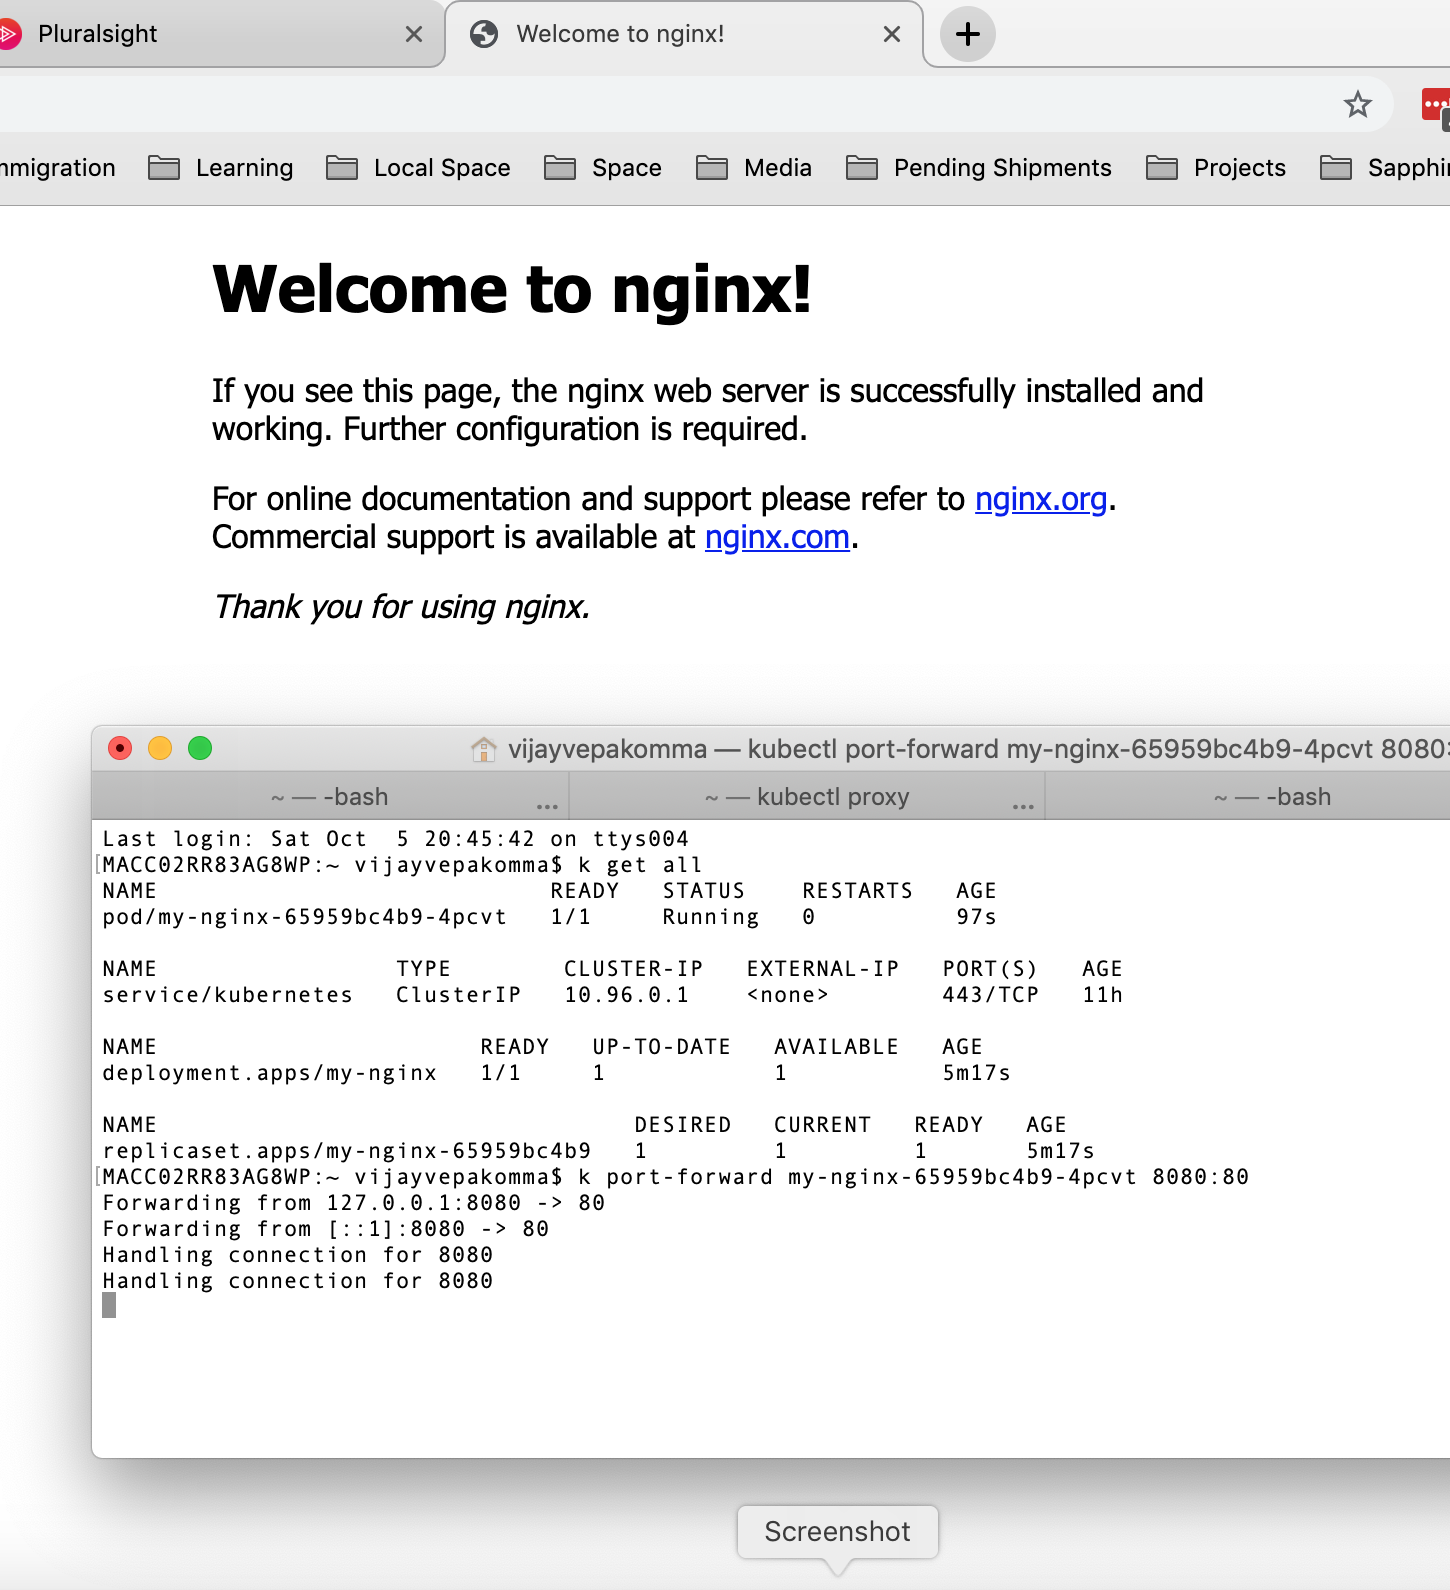 Pluralsight
Welcome to nginx!
mmigration Learning Local Space Space Media Pending Shipments Projects Sapphi
Welcome to nginx!
If you see this page, the nginx web server is successfully installed and
working. Further configuration is required.
For online documentation and support please refer to nginx.org.
Commercial support is available at nginx.com.
Thank you for using nginx.
vijayvepakomma — kubectl port-forward my-nginx-65959bc4b9-4pcvt 8080:
~ — -bash ... ~ — kubectl proxy ... ~ — -bash
Last login: Sat Oct  5 20:45:42 on ttys004
[MACC02RR83AG8WP:~ vijayvepakomma$ k get all
NAME READY STATUS RESTARTS AGE
pod/my-nginx-65959bc4b9-4pcvt 1/1 Running 0 97s
NAME TYPE CLUSTER-IP EXTERNAL-IP PORT(S) AGE
service/kubernetes ClusterIP 10.96.0.1 <none> 443/TCP 11h
NAME READY UP-TO-DATE AVAILABLE AGE
deployment.apps/my-nginx 1/1 1 1 5m17s
NAME DESIRED CURRENT READY AGE
replicaset.apps/my-nginx-65959bc4b9 1 1 1 5m17s
[MACC02RR83AG8WP:~ vijayvepakomma$ k port-forward my-nginx-65959bc4b9-4pcvt 8080:80
Forwarding from 127.0.0.1:8080 -> 80
Forwarding from [::1]:8080 -> 80
Handling connection for 8080
Handling connection for 8080
Screenshot